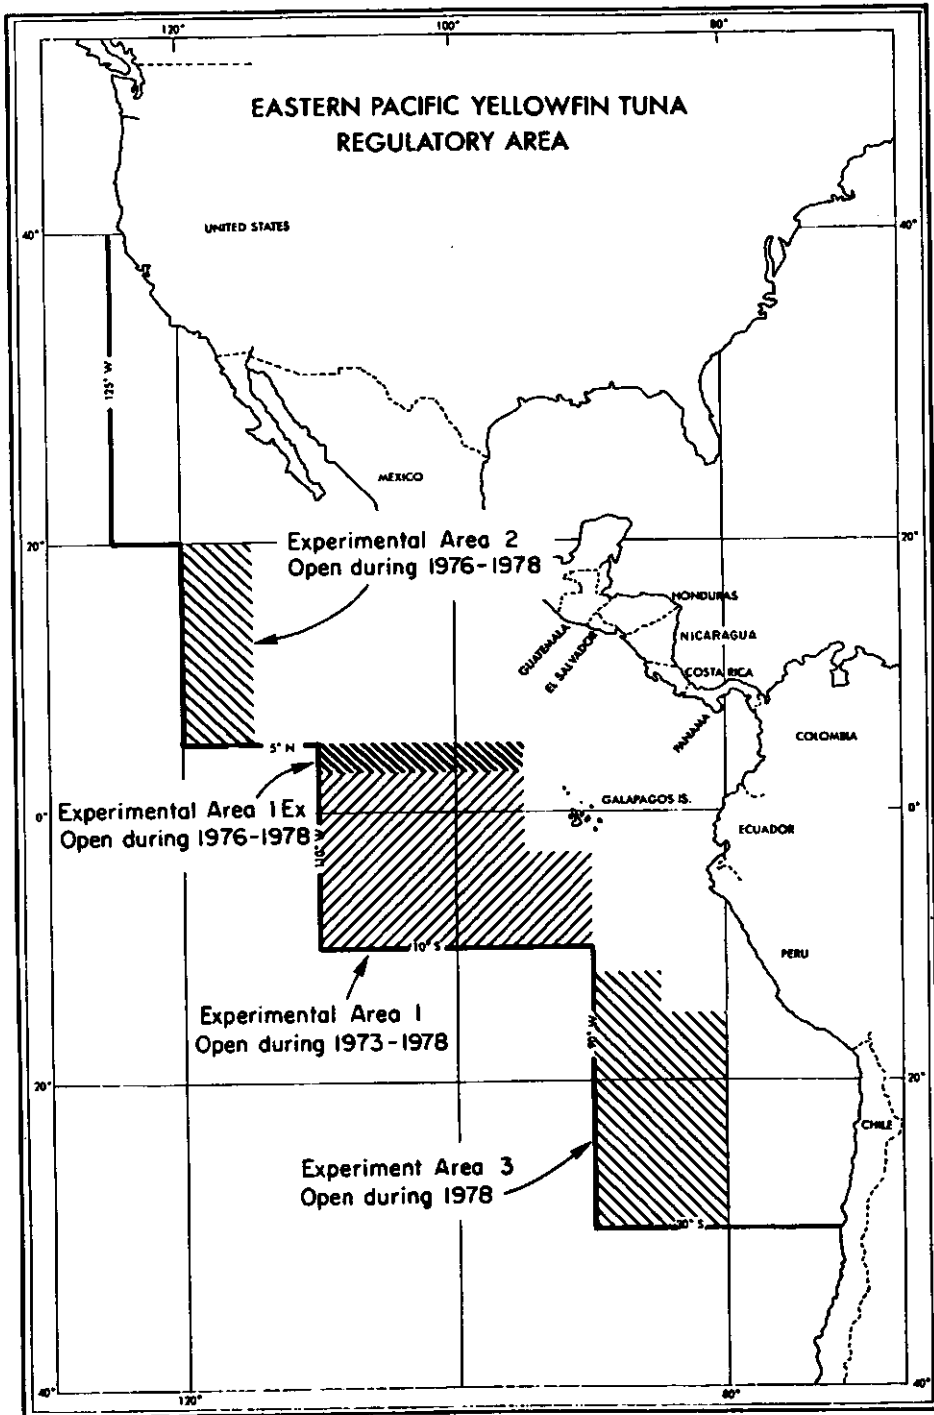 120°
100°
80°
EASTERN PACIFIC YELLOWFIN TUNA
REGULATORY AREA
UNITED STATES
40°
40°
125° W
MEXICO
20°
20°
Experimental Area 2
Open during 1976-1978
HONDURAS
GUATEMALA
EL SALVADOR
NICARAGUA
COSTA RICA
PANAMA
COLOMBIA
5° N
Experimental Area 1Ex
Open during 1976-1978
GALAPAGOS IS.
0°
0°
110° W
ECUADOR
10° S
PERU
Experimental Area 1
Open during 1973-1978
90° W
20°
20°
CHILE
Experiment Area 3
Open during 1978
30° S
40°
40°
120°
80°